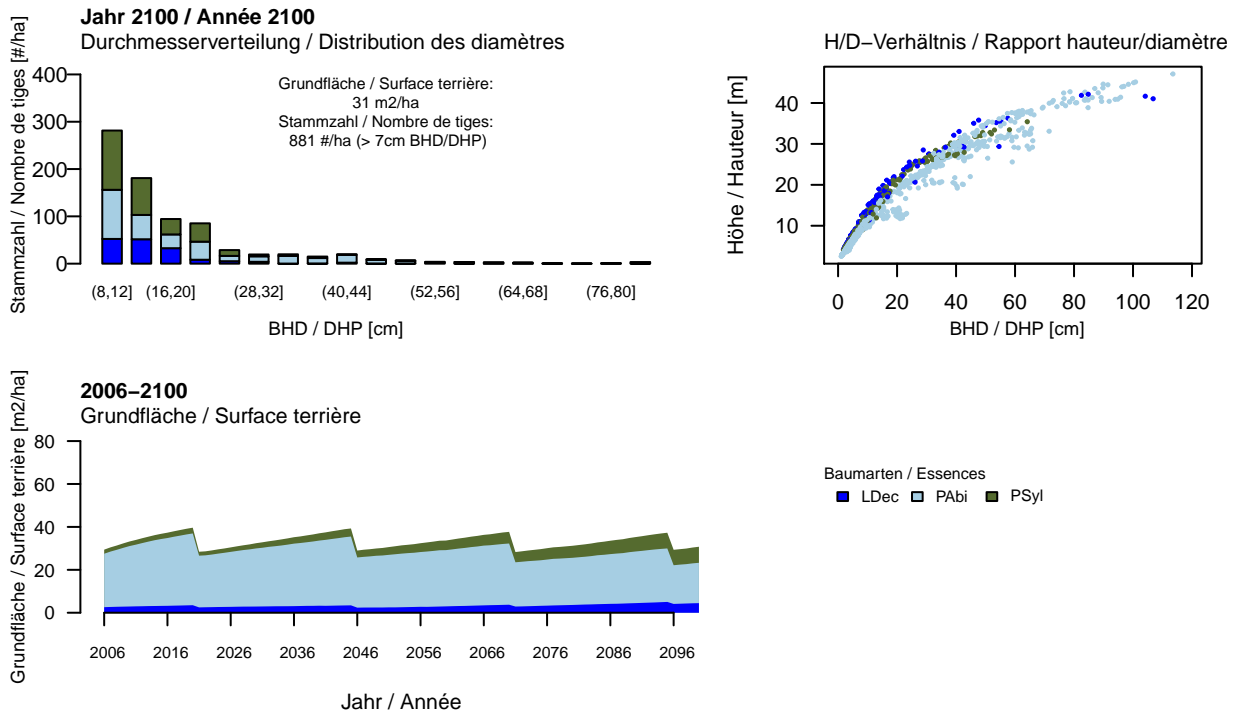 Jahr 2100 / Année 2100
Durchmesserverteilung / Distribution des diamètres
Stammzahl / Nombre de tiges [#/ha]
400
300
200
100
0
Grundfläche / Surface terrière:
31 m2/ha
Stammzahl / Nombre de tiges:
881 #/ha (> 7cm BHD/DHP)
(8,12]
(16,20]
(28,32]
(40,44]
(52,56]
(64,68]
(76,80]
BHD / DHP [cm]
H/D−Verhältnis / Rapport hauteur/diamètre
Höhe / Hauteur [m]
40
30
20
10
0
20
40
60
80
100
120
BHD / DHP [cm]
2006−2100
Grundfläche / Surface terrière
Grundfläche / Surface terrière [m2/ha]
80
60
40
20
0
2006
2016
2026
2036
2046
2056
2066
2076
2086
2096
Jahr / Année
Baumarten / Essences
LDec
PAbi
PSyl